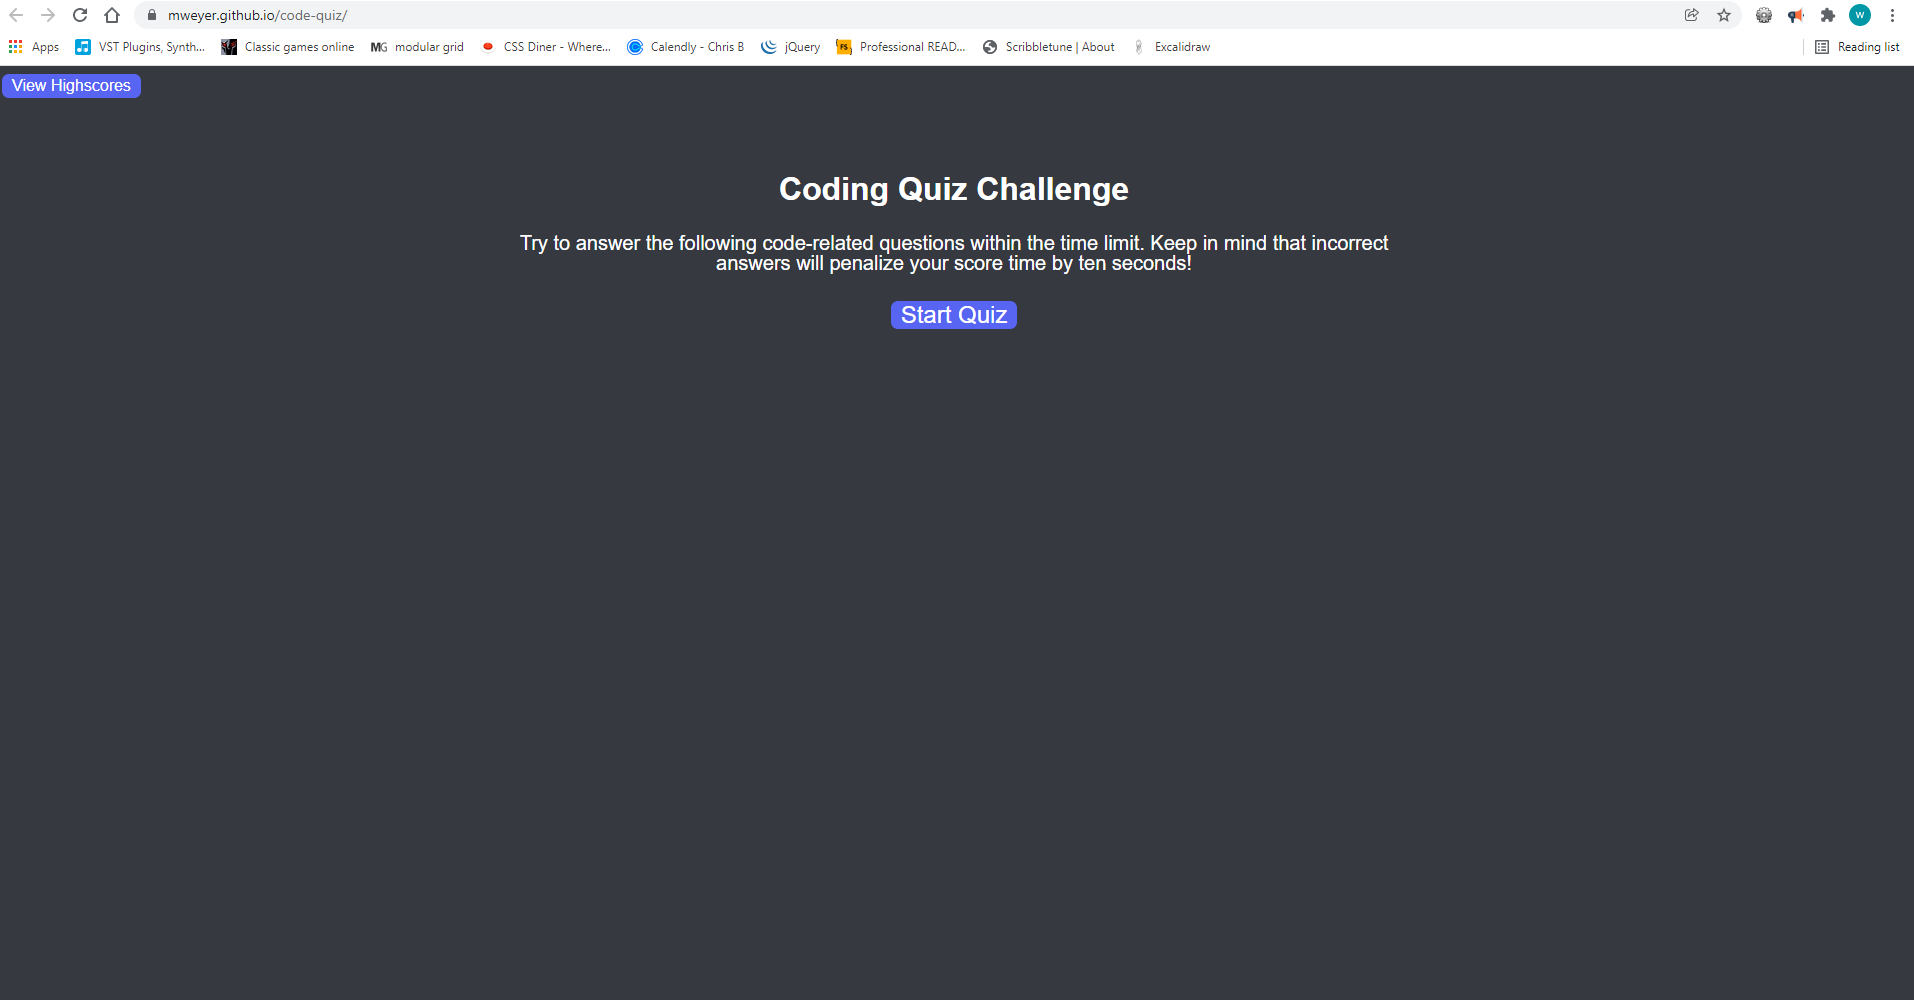 mweyer.github.io/code-quiz/
W
Apps VST Plugins, Synth... Classic games online MG modular grid CSS Diner - Where... Calendly - Chris B jQuery FS Professional READ... Scribbletune | About Excalidraw Reading list
View Highscores
Coding Quiz Challenge
Try to answer the following code-related questions within the time limit. Keep in mind that incorrect
answers will penalize your score time by ten seconds!
Start Quiz